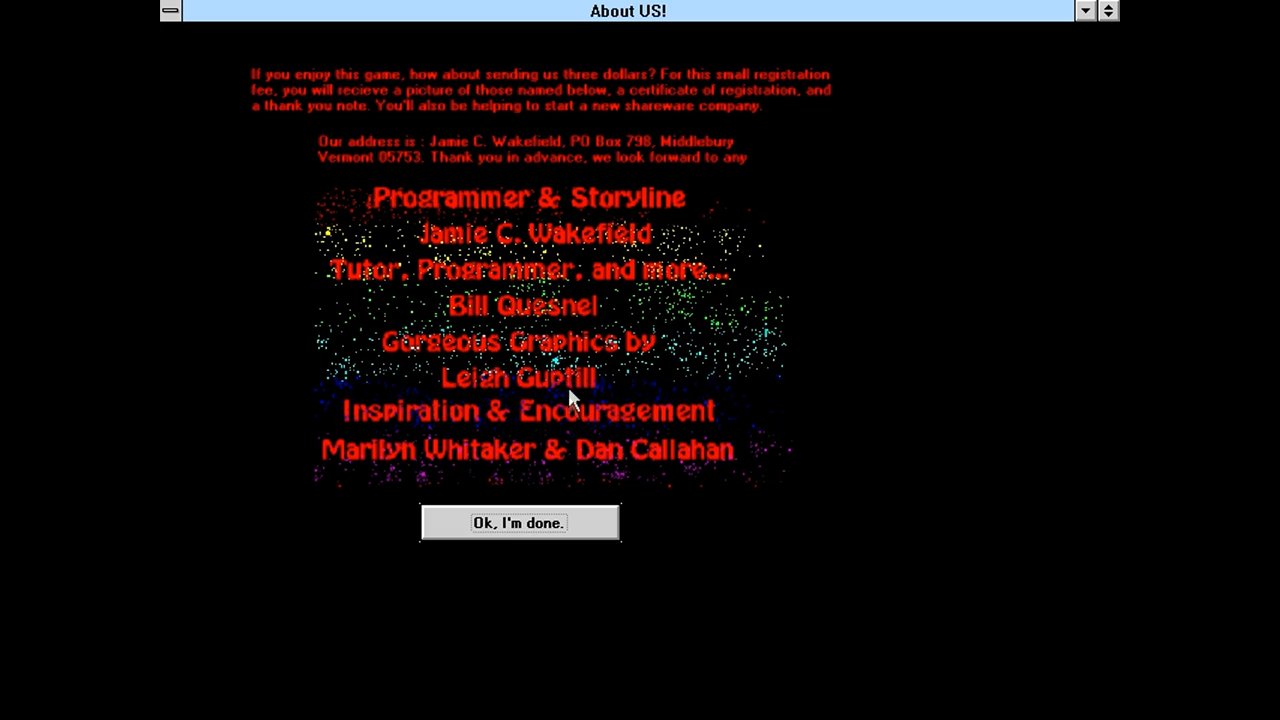 About US!
If you enjoy this game, how about sending us three dollars? For this small registration
fee, you will recieve a picture of those named below, a certificate of registration, and
a thank you note. You'll also be helping to start a new shareware company.
Our address is : Jamie C. Wakefield, PO Box 798, Middlebury
Vermont 05753. Thank you in advance, we look forward to any
Programmer & Storyline
Jamie C. Wakefield
Tutor, Programmer, and more...
Bill Quesnel
Gorgeous Graphics by
Leigh Guptill
Inspiration & Encouragement
Marilyn Whitaker & Dan Callahan
Ok, I'm done.